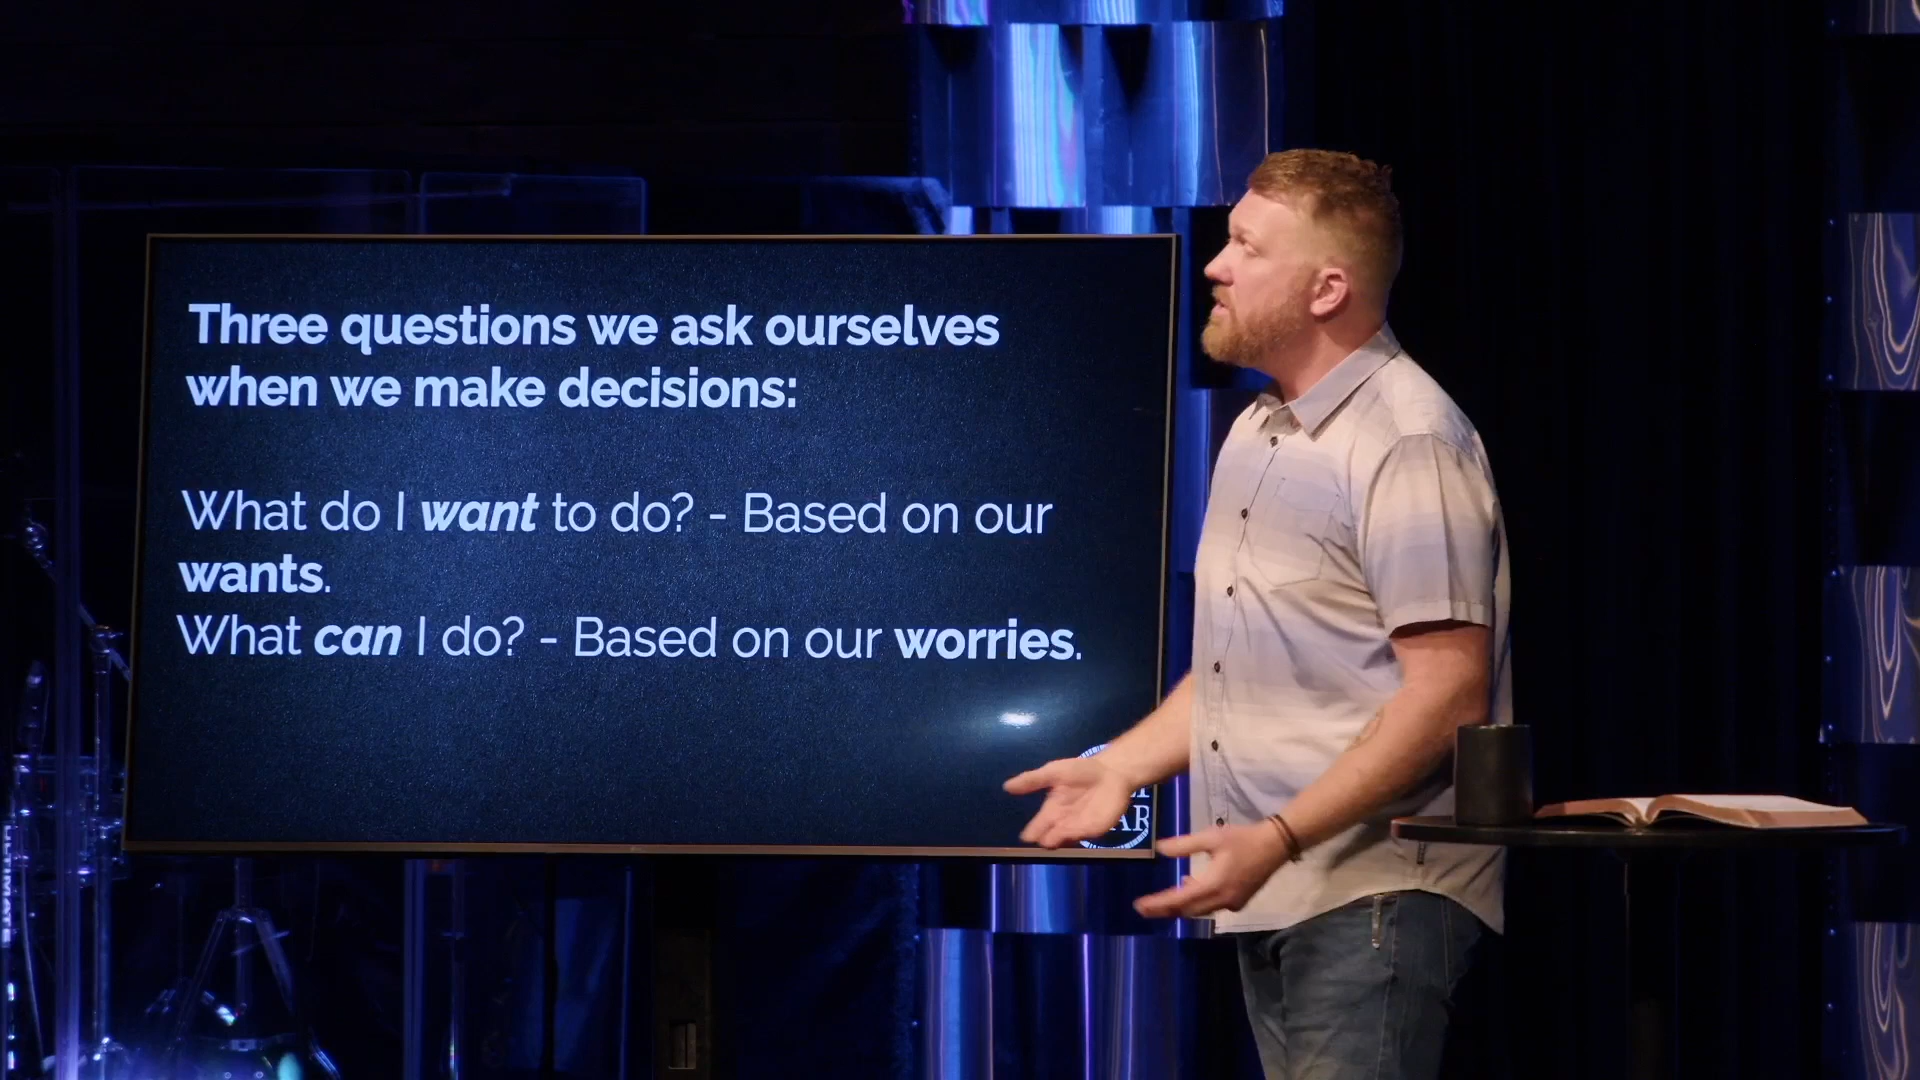 Three questions we ask ourselves
when we make decisions:
What do I want to do? - Based on our
wants.
What can I do? - Based on our worries.
AR